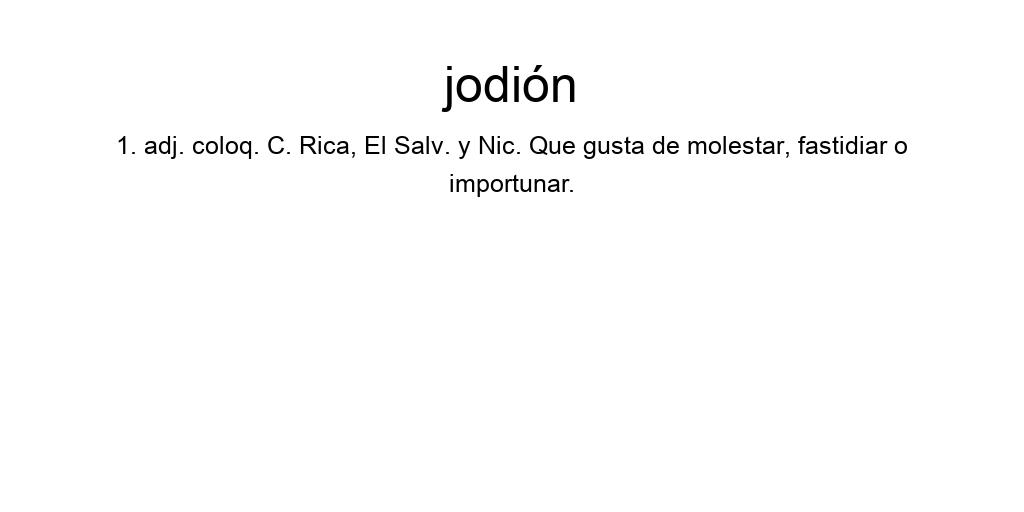 jodión
1. adj. coloq. C. Rica, El Salv. y Nic. Que gusta de molestar, fastidiar o
importunar.